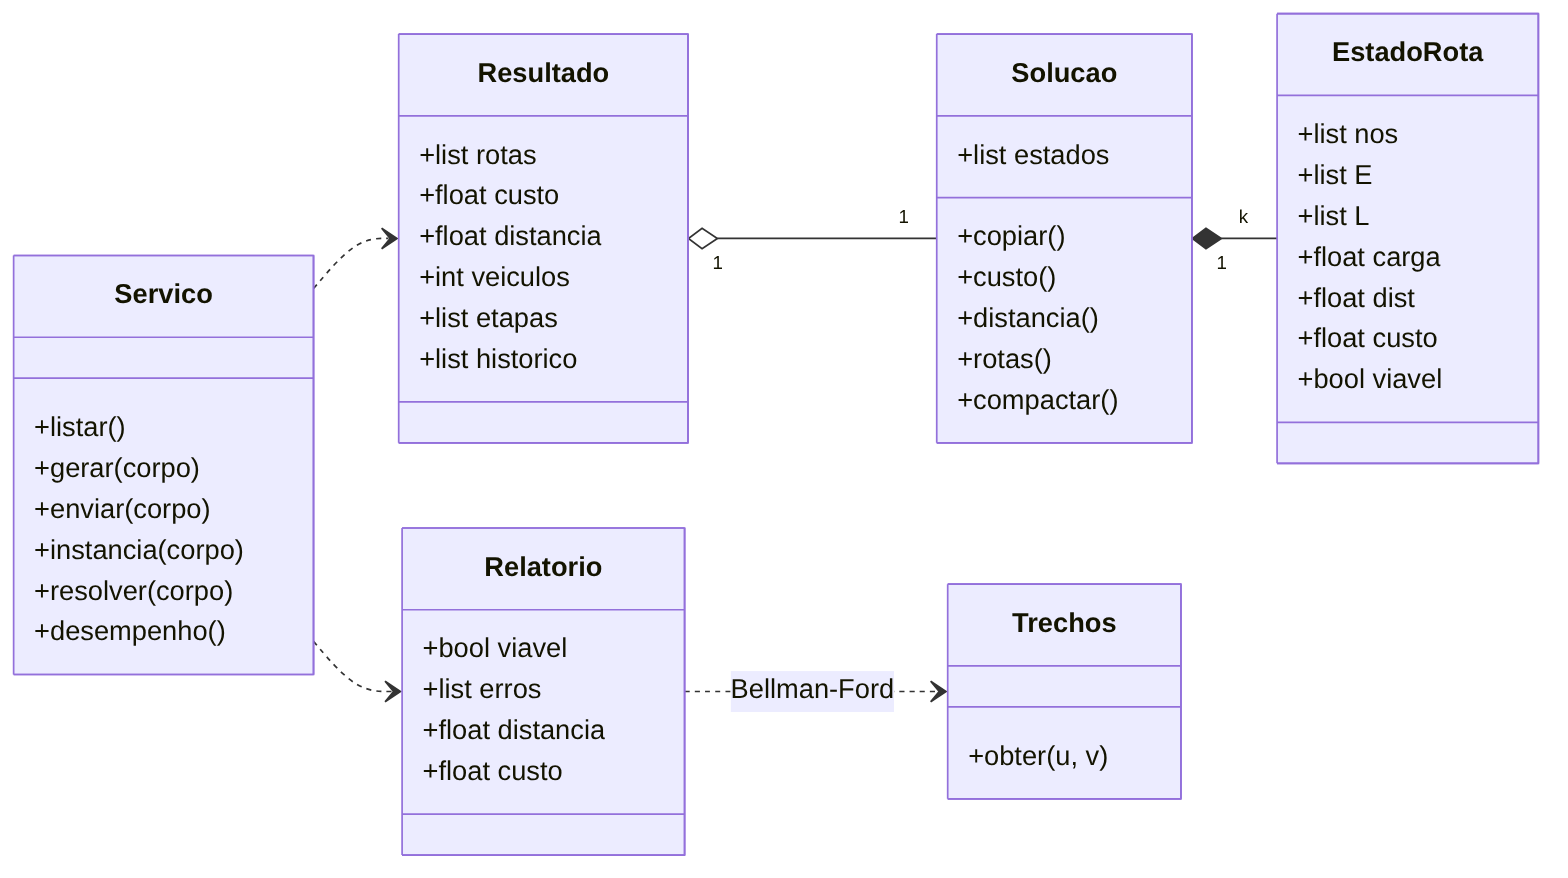 Servico
+listar()
+gerar(corpo)
+enviar(corpo)
+instancia(corpo)
+resolver(corpo)
+desempenho()
Resultado
+list rotas
+float custo
+float distancia
+int veiculos
+list etapas
+list historico
1
1
Solucao
+list estados
+copiar()
+custo()
+distancia()
+rotas()
+compactar()
k
1
EstadoRota
+list nos
+list E
+list L
+float carga
+float dist
+float custo
+bool viavel
Relatorio
+bool viavel
+list erros
+float distancia
+float custo
Bellman-Ford
Trechos
+obter(u, v)